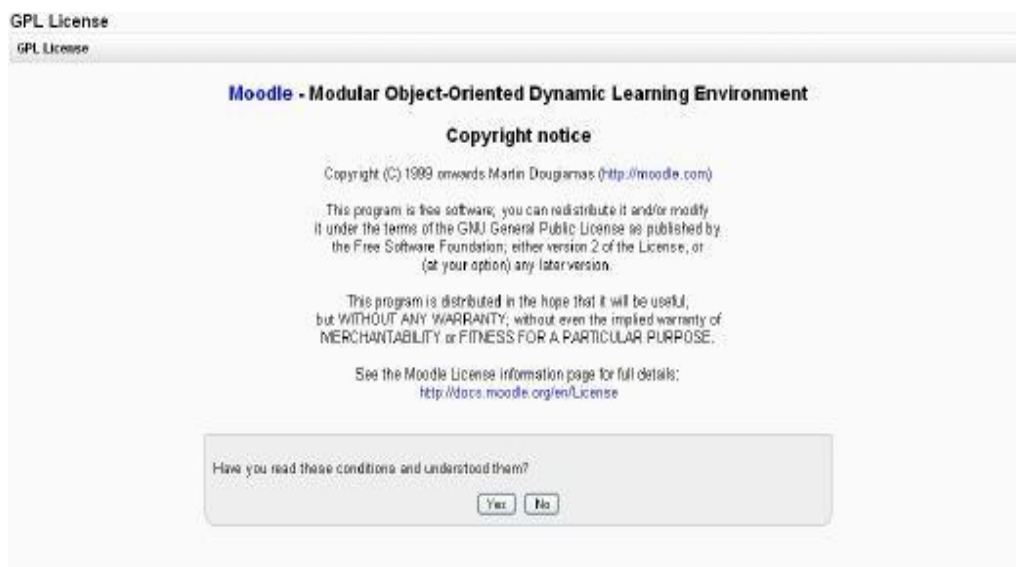 GPL License
GPL License
Moodle - Modular Object-Oriented Dynamic Learning Environment
Copyright notice
Copyright (C) 1999 onwards Martin Dougiamas (http://moodle.com)
This program is free software; you can redistribute it and/or modify
it under the terms of the GNU General Public License as published by
the Free Software Foundation; either version 2 of the License, or
(at your option) any later version.
This program is distributed in the hope that it will be useful,
but WITHOUT ANY WARRANTY; without even the implied warranty of
MERCHANTABILITY or FITNESS FOR A PARTICULAR PURPOSE.
See the Moodle License information page for full details:
http://docs.moodle.org/en/License
Have you read these conditions and understood them?
Yes No